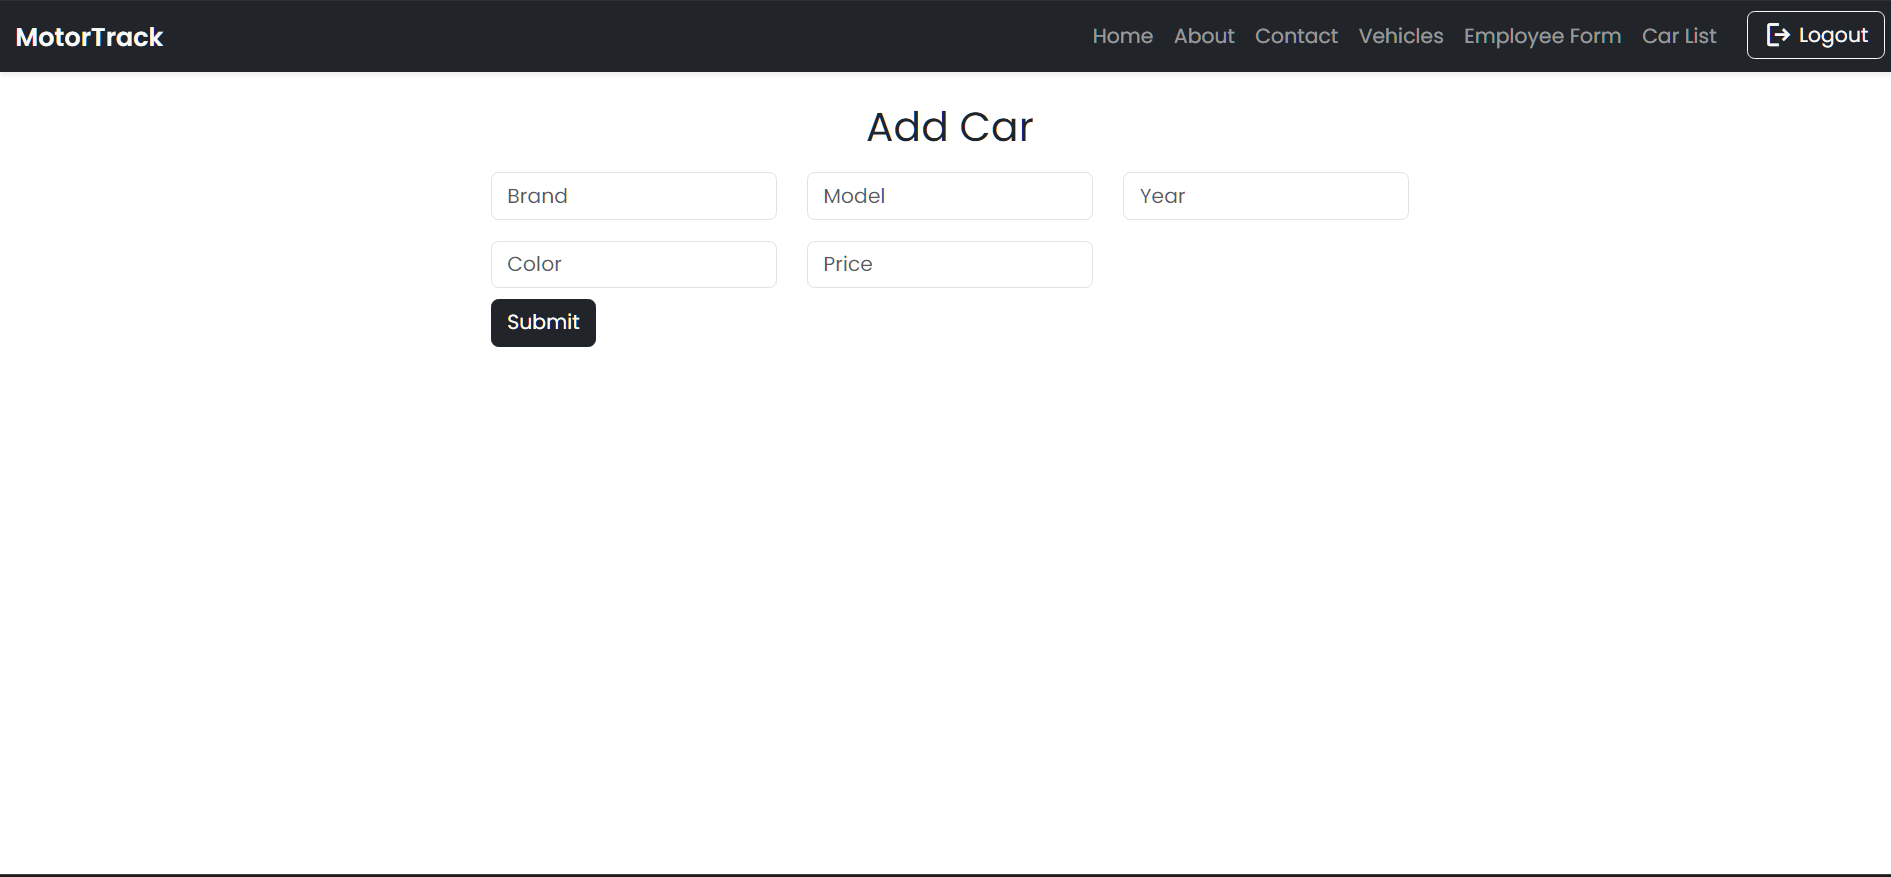 MotorTrack Home About Contact Vehicles Employee Form Car List Logout
Add Car
Brand Model Year
Color Price
Submit